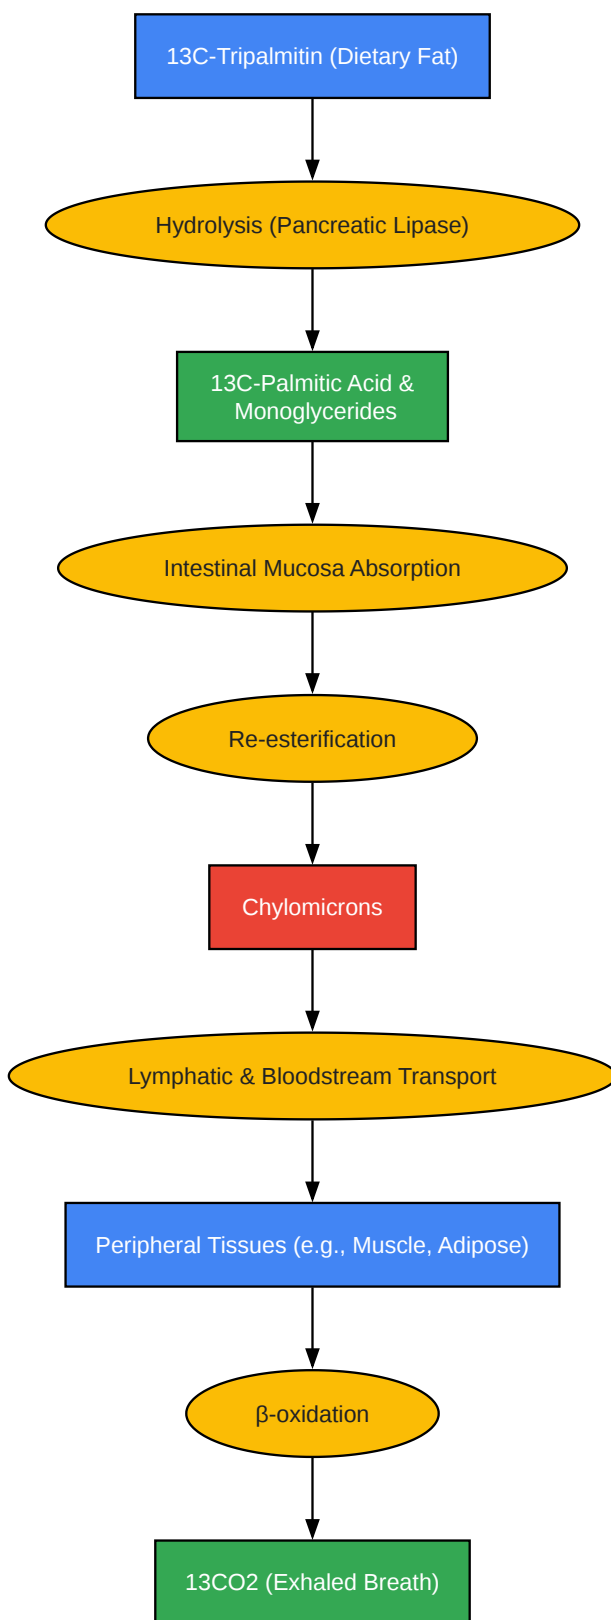 13C-Tripalmitin (Dietary Fat)
Hydrolysis (Pancreatic Lipase)
13C-Palmitic Acid &
Monoglycerides
Intestinal Mucosa Absorption
Re-esterification
Chylomicrons
Lymphatic & Bloodstream Transport
Peripheral Tissues (e.g., Muscle, Adipose)
β-oxidation
13CO2 (Exhaled Breath)